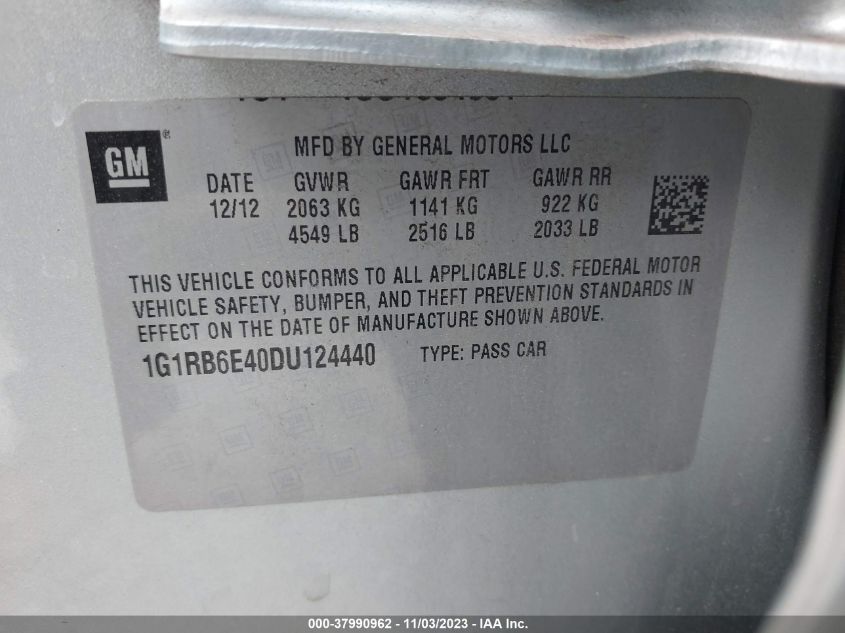 GM
MFD BY GENERAL MOTORS LLC
DATE GVWR GAWR FRT GAWR RR
12/12 2063 KG 1141 KG 922 KG
4549 LB 2516 LB 2033 LB
THIS VEHICLE CONFORMS TO ALL APPLICABLE U.S. FEDERAL MOTOR
VEHICLE SAFETY, BUMPER, AND THEFT PREVENTION STANDARDS IN
EFFECT ON THE DATE OF MANUFACTURE SHOWN ABOVE.
1G1RB6E40DU124440 TYPE: PASS CAR
000-37990962 - 11/03/2023 - IAA Inc.